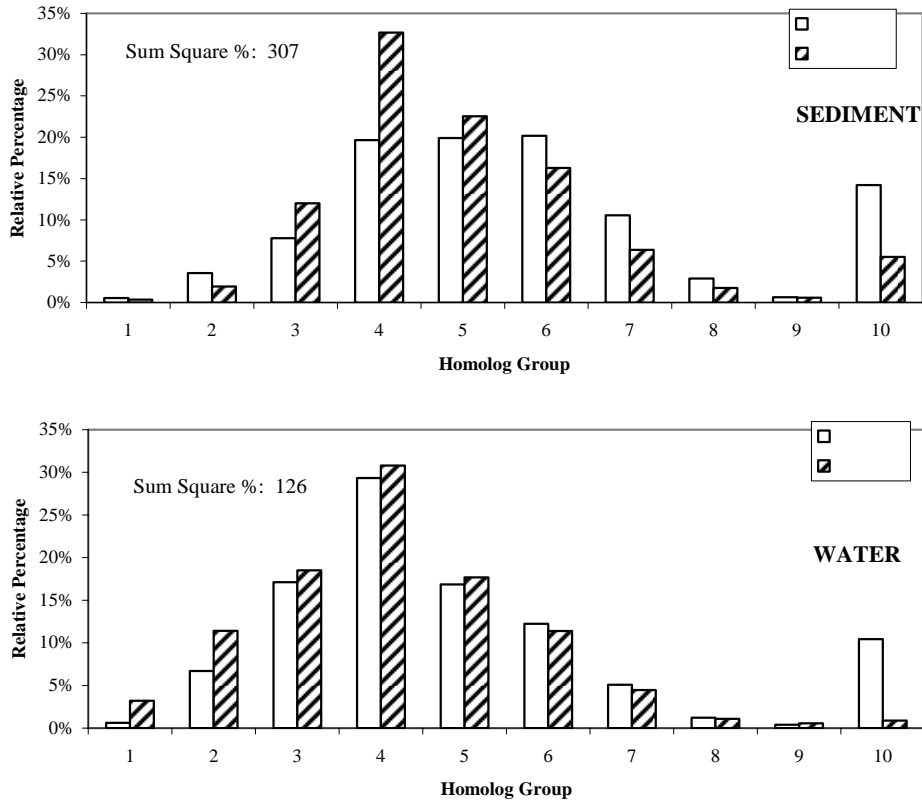 35%
30%
25%
20%
15%
10%
5%
0%
Relative Percentage
Sum Square %: 307
SEDIMENT
1 2 3 4 5 6 7 8 9 10
Homolog Group
35%
30%
25%
20%
15%
10%
5%
0%
Relative Percentage
Sum Square %: 126
WATER
1 2 3 4 5 6 7 8 9 10
Homolog Group